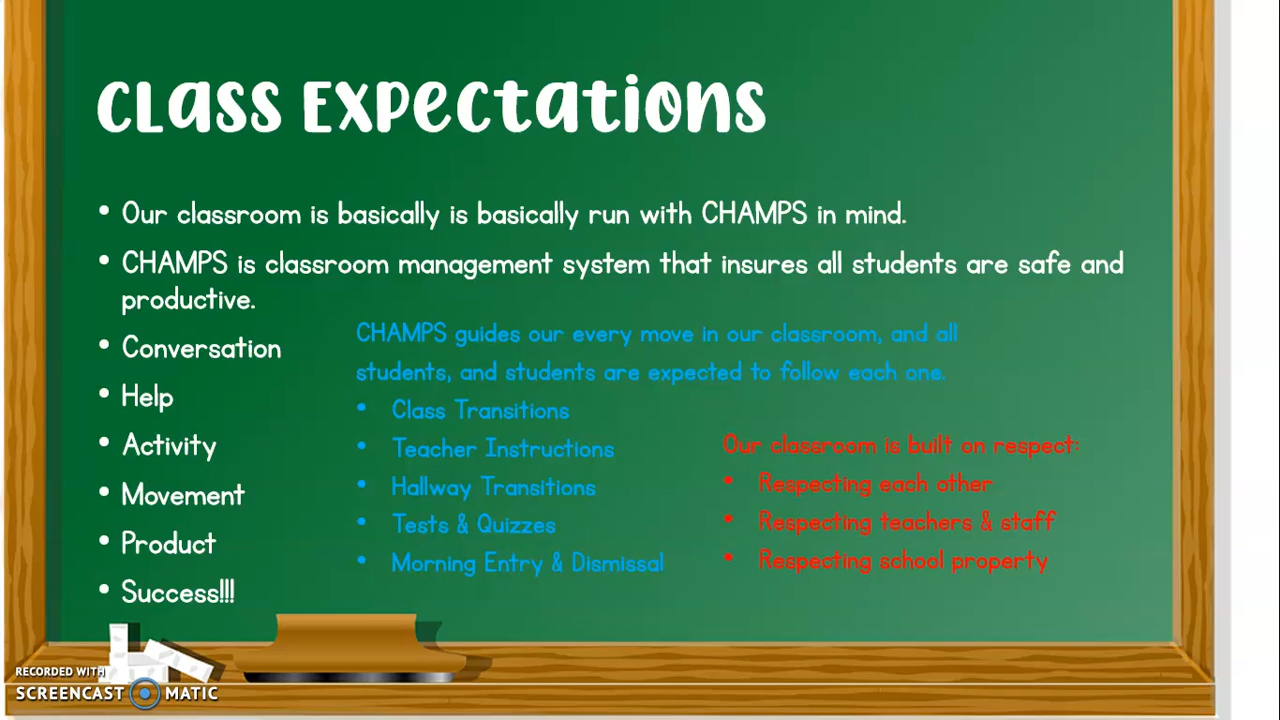 CLASS EXPECTATIONS
• Our classroom is basically is basically run with CHAMPS in mind.
• CHAMPS is classroom management system that insures all students are safe and
productive.
• Conversation
• Help
• Activity
• Movement
• Product
• Success!!!
CHAMPS guides our every move in our classroom, and all
students, and students are expected to follow each one.
• Class Transitions
• Teacher Instructions
• Hallway Transitions
• Tests & Quizzes
• Morning Entry & Dismissal
Our classroom is built on respect:
• Respecting each other
• Respecting teachers & staff
• Respecting school property
RECORDED WITH
SCREENCAST MATIC